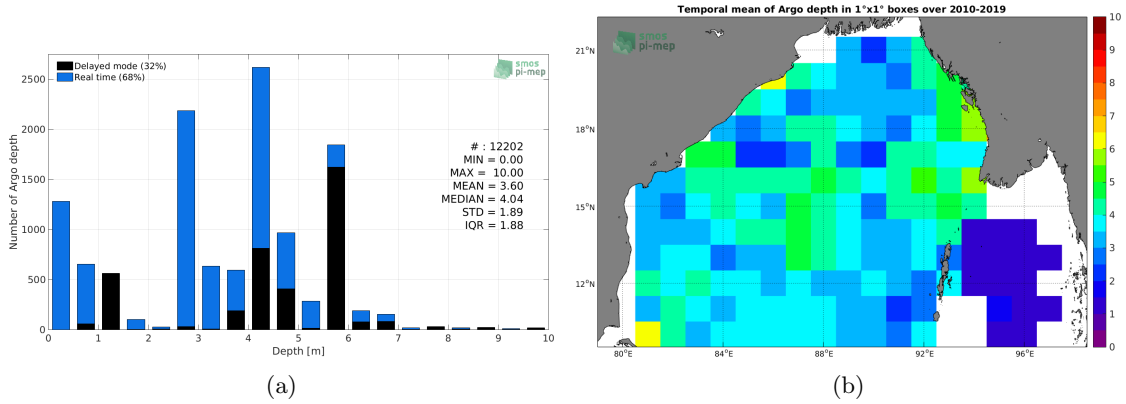 Delayed mode (32%)
Real time (68%)
smos
pi-mep
# : 12202
MIN = 0.00
MAX = 10.00
MEAN = 3.60
MEDIAN = 4.04
STD = 1.89
IQR = 1.88
Number of Argo depth
2500
2000
1500
1000
500
0
0 1 2 3 4 5 6 7 8 9 10
Depth [m]
(a)
Temporal mean of Argo depth in 1°x1° boxes over 2010-2019
smos
pi-mep
21°N
18°N
15°N
12°N
80°E 84°E 88°E 92°E 96°E
10
9
8
7
6
5
4
3
2
1
0
(b)